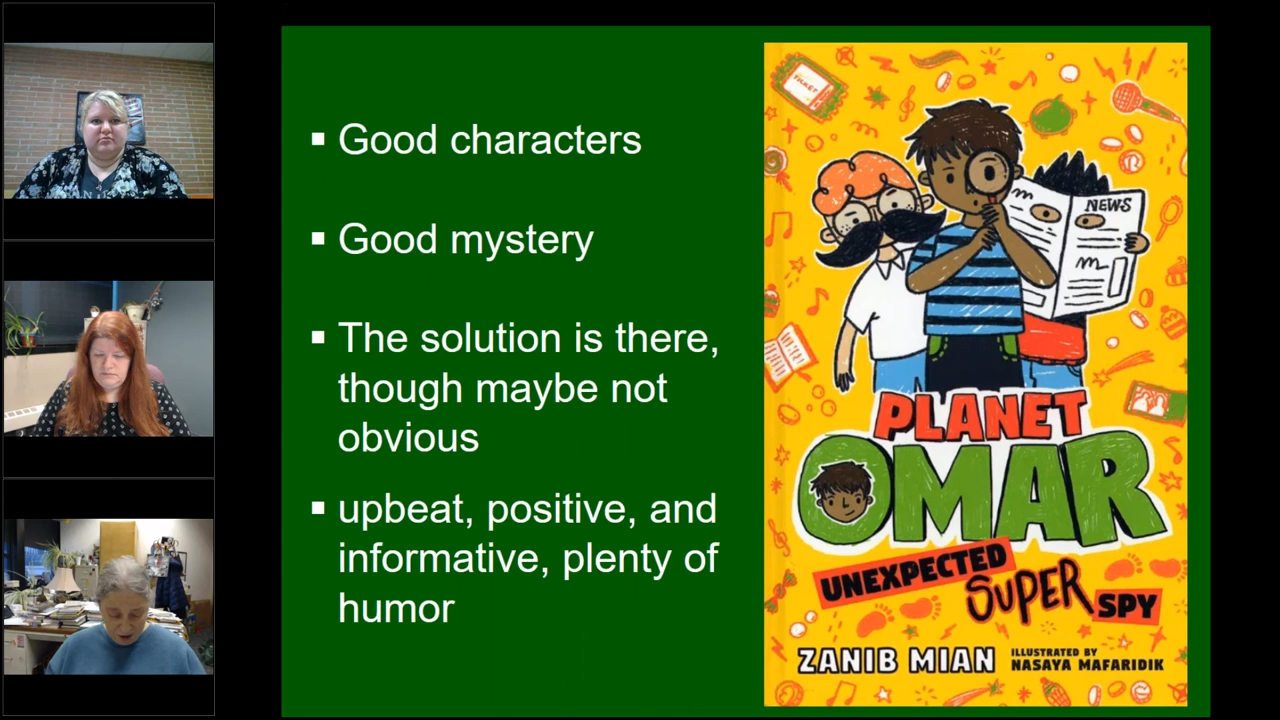 Good characters
Good mystery
The solution is there,
though maybe not
obvious
upbeat, positive, and
informative, plenty of
humor
TICKET
NEWS
PLANET
OMAR
UNEXPECTED
SUPER
SPY
ZANIB MIAN
ILLUSTRATED BY
NASAYA MAFARIDIK